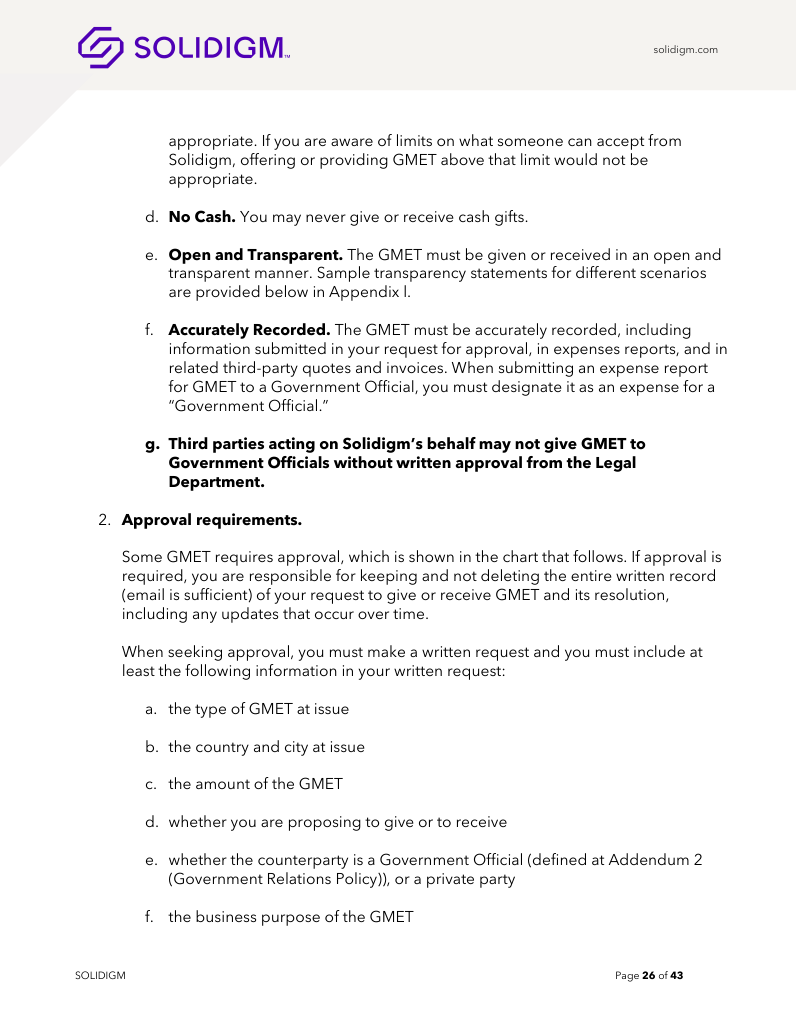 SOLIDIGM™
solidigm.com
appropriate. If you are aware of limits on what someone can accept from
Solidigm, offering or providing GMET above that limit would not be
appropriate.
d. No Cash. You may never give or receive cash gifts.
e. Open and Transparent. The GMET must be given or received in an open and
transparent manner. Sample transparency statements for different scenarios
are provided below in Appendix I.
f. Accurately Recorded. The GMET must be accurately recorded, including
information submitted in your request for approval, in expenses reports, and in
related third-party quotes and invoices. When submitting an expense report
for GMET to a Government Official, you must designate it as an expense for a
“Government Official.”
g. Third parties acting on Solidigm’s behalf may not give GMET to
Government Officials without written approval from the Legal
Department.
2. Approval requirements.
Some GMET requires approval, which is shown in the chart that follows. If approval is
required, you are responsible for keeping and not deleting the entire written record
(email is sufficient) of your request to give or receive GMET and its resolution,
including any updates that occur over time.
When seeking approval, you must make a written request and you must include at
least the following information in your written request:
a. the type of GMET at issue
b. the country and city at issue
c. the amount of the GMET
d. whether you are proposing to give or to receive
e. whether the counterparty is a Government Official (defined at Addendum 2
(Government Relations Policy)), or a private party
f. the business purpose of the GMET
SOLIDIGM
Page 26 of 43